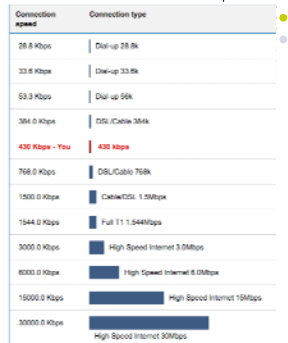 Connection speed Connection type
28.8 Kbps Dial-up 28.8k
33.6 Kbps Dial-up 33.6k
53.3 Kbps Dial-up 56k
384.0 Kbps DSL/Cable 384k
430 Kbps - You 430 kbps
768.0 Kbps DSL/Cable 768k
1500.0 Kbps Cable/DSL 1.5Mbps
1544.0 Kbps Full T1 1.544Mbps
3000.0 Kbps High Speed Internet 3.0Mbps
6000.0 Kbps High Speed Internet 6.0Mbps
15000.0 Kbps High Speed Internet 15Mbps
30000.0 Kbps
High Speed Internet 30Mbps